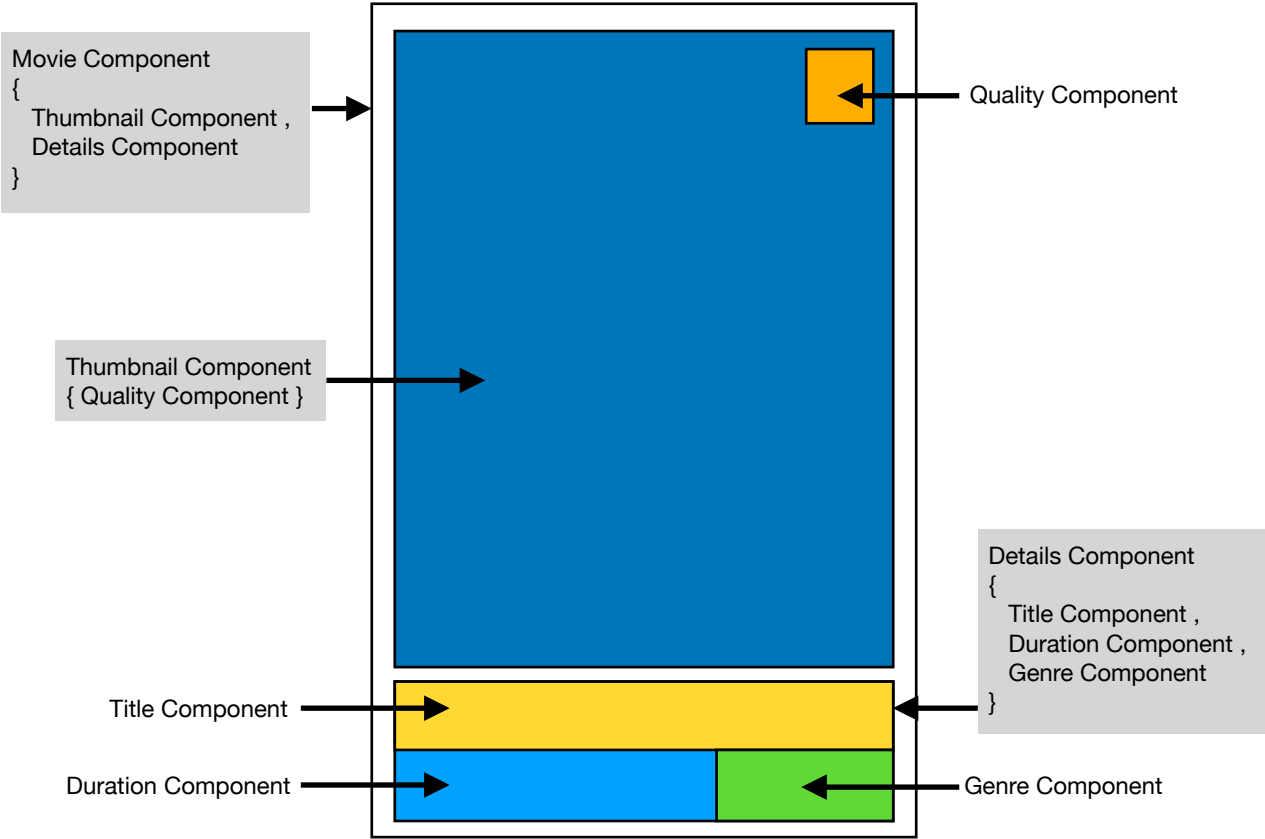 Movie Component
{
Thumbnail Component ,
Details Component
}
Quality Component
Thumbnail Component
{ Quality Component }
Details Component
{
Title Component ,
Duration Component ,
Genre Component
}
Title Component
Duration Component
Genre Component